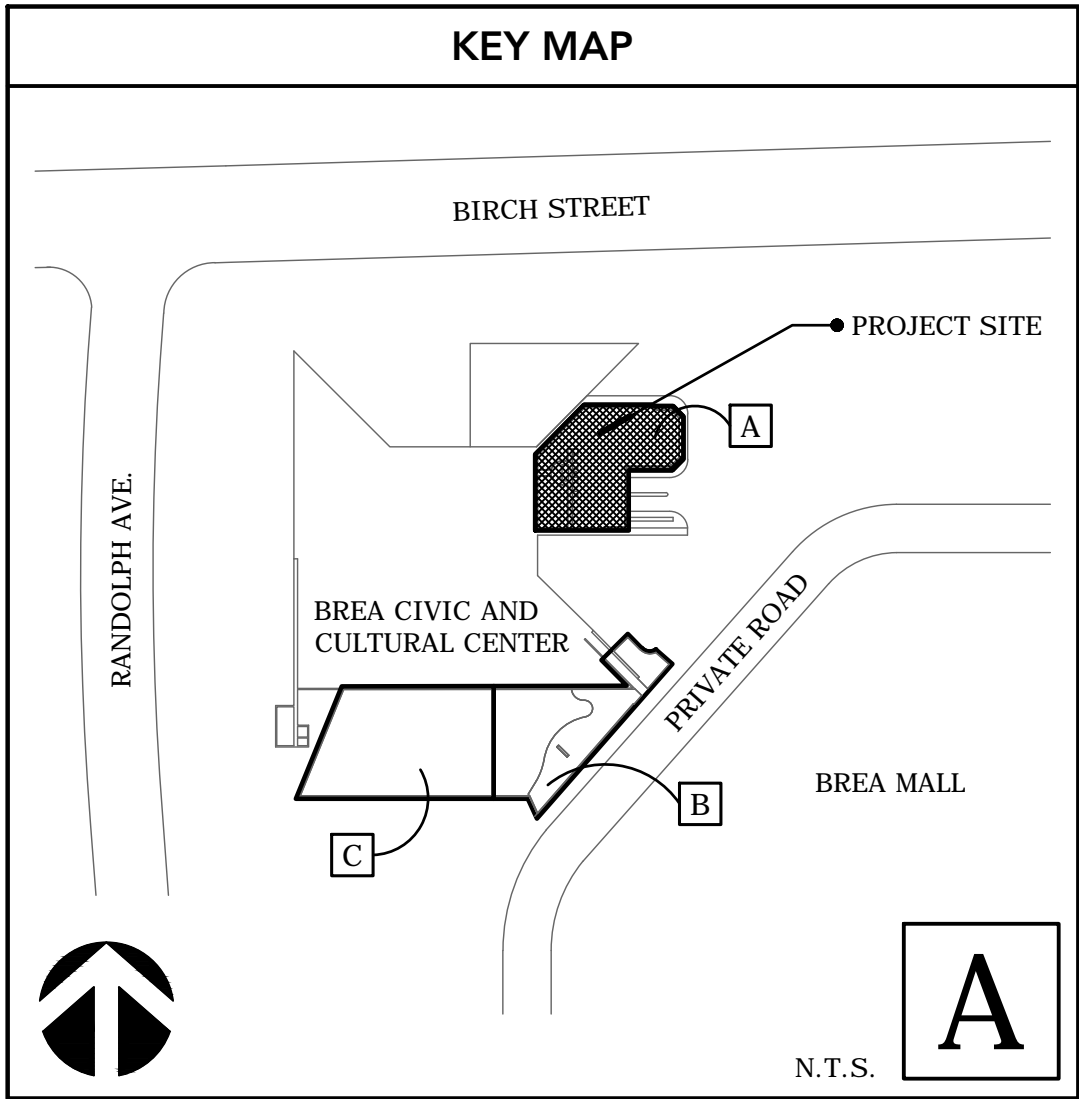 KEY MAP
BIRCH STREET
PROJECT SITE
A
RANDOLPH AVE.
BREA CIVIC AND
CULTURAL CENTER
PRIVATE ROAD
BREA MALL
B
C
A
N.T.S.